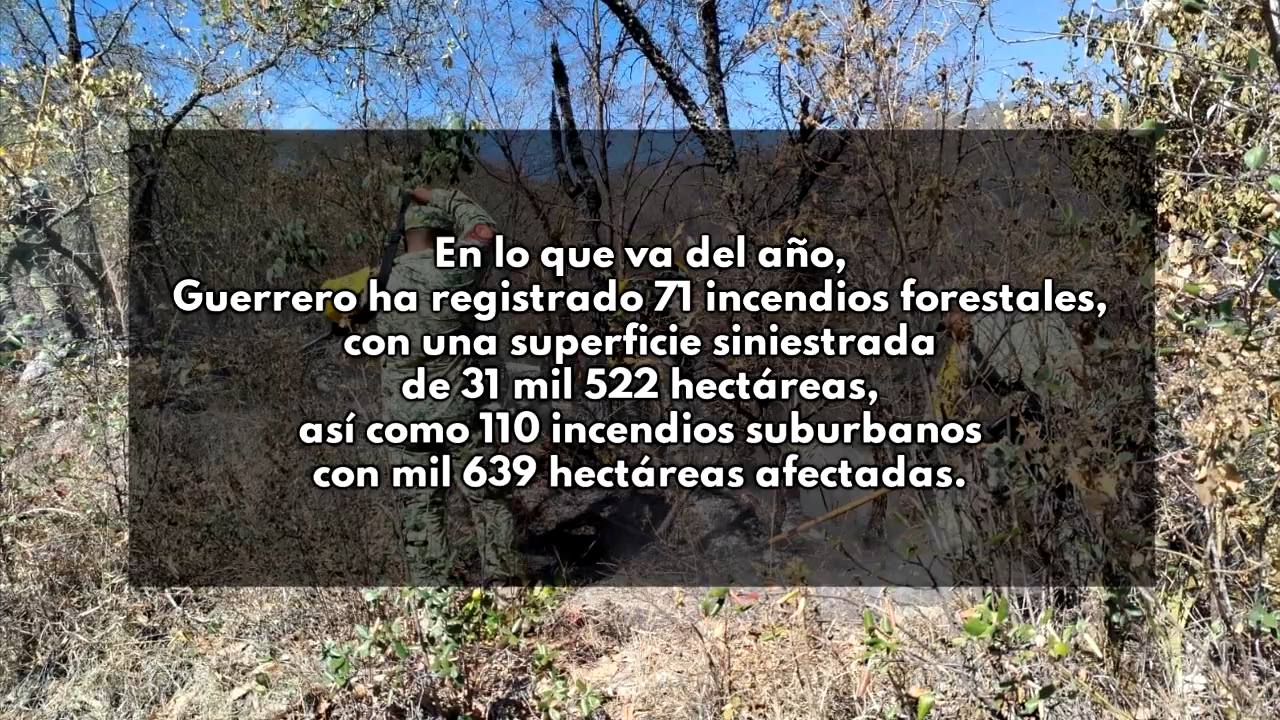 En lo que va del año,
Guerrero ha registrado 71 incendios forestales,
con una superficie siniestrada
de 31 mil 522 hectáreas,
así como 110 incendios suburbanos
con mil 639 hectáreas afectadas.